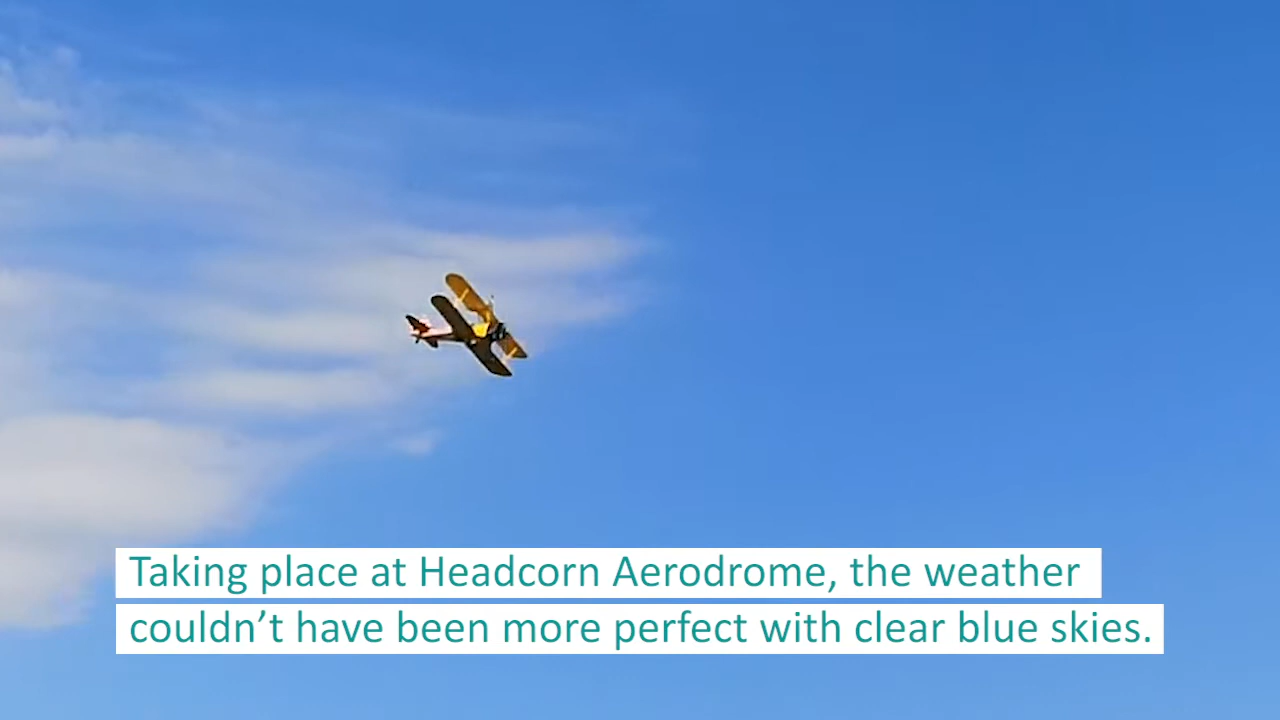 Taking place at Headcorn Aerodrome, the weather
couldn’t have been more perfect with clear blue skies.